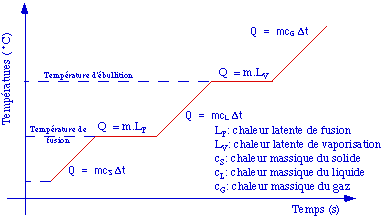 Températures (°C)
Q = mc_G Δt
Température d'ébullition
Q = m.L_V
Q = mc_L Δt
Température de
fusion
Q = m.L_f
L_f: chaleur latente de fusion
L_V: chaleur latente de vaporisation
Q = mc_S Δt
c_S: chaleur massique du solide
c_L: chaleur massique du liquide
c_G: chaleur massique du gaz
Temps (s)